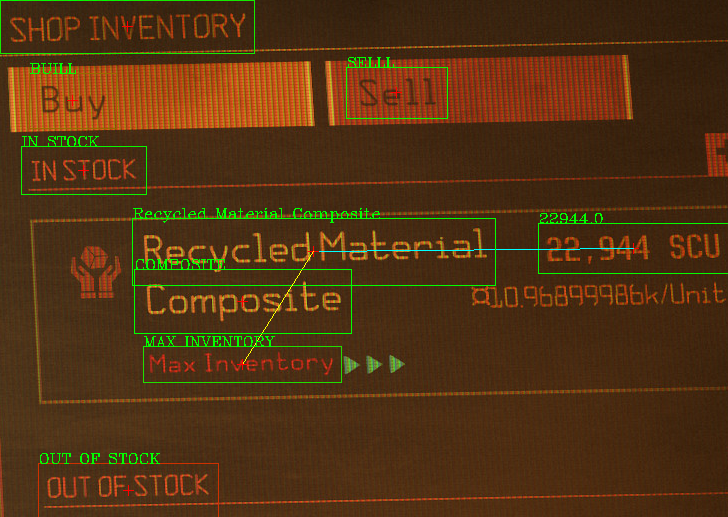 SHOP INVENTORY
BUILL
SELLL
Buy
Sell
IN STOCK
IN STOCK
Recycled Material Composite
22944.0
Recycled Material
22,944 SCU
COMPOSITE
Composite
¤10.96899986k/Unit
MAX INVENTORY
Max Inventory
OUT OF STOCK
OUT OF STOCK